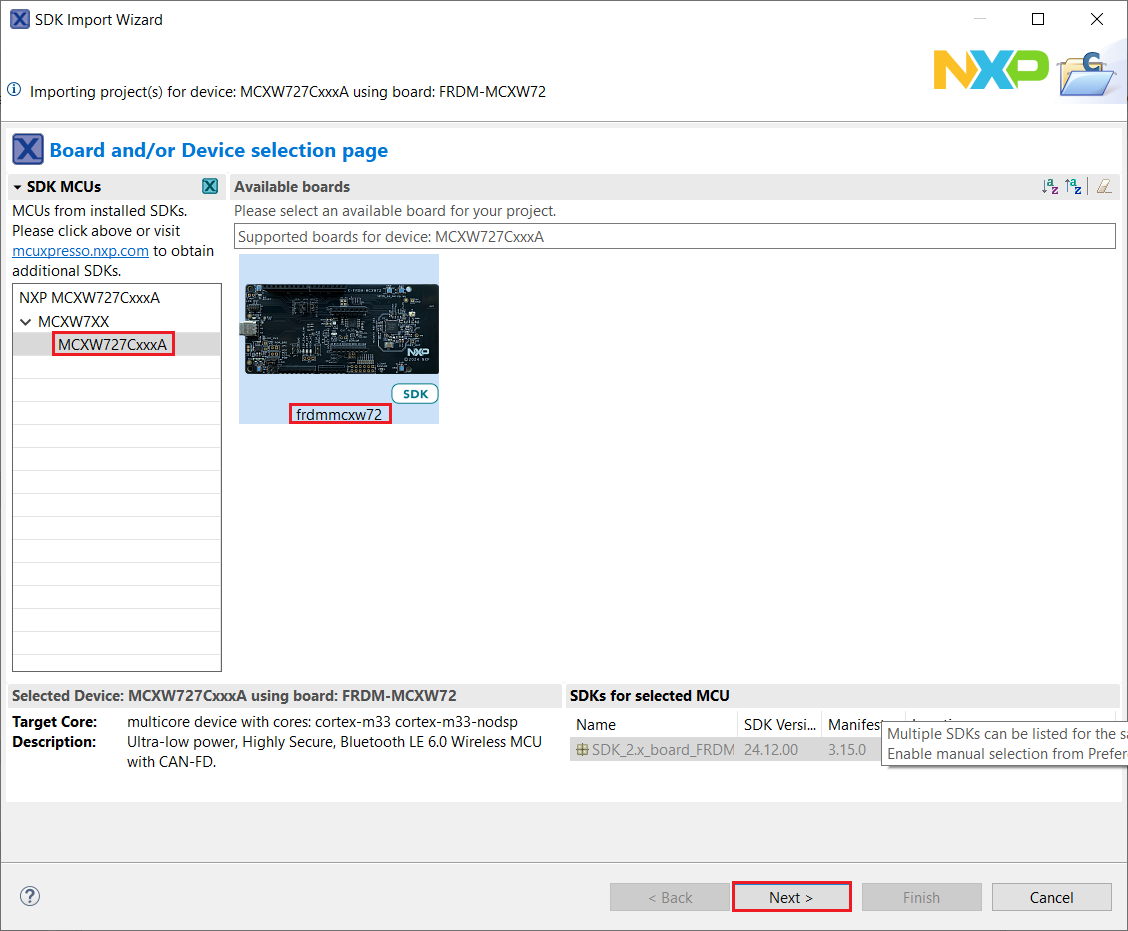 SDK Import Wizard
Importing project(s) for device: MCXW727CxxxA using board: FRDM-MCXW72
NXP
Board and/or Device selection page
SDK MCUs
MCUs from installed SDKs.
Please click above or visit
mcuxpresso.nxp.com to obtain
additional SDKs.
NXP MCXW727CxxxA
MCXW7XX
MCXW727CxxxA
Available boards
Please select an available board for your project.
Supported boards for device: MCXW727CxxxA
NXP
SDK
frdmmcxw72
Selected Device: MCXW727CxxxA using board: FRDM-MCXW72
Target Core: multicore device with cores: cortex-m33 cortex-m33-nodsp
Description: Ultra-low power, Highly Secure, Bluetooth LE 6.0 Wireless MCU
with CAN-FD.
SDKs for selected MCU
Name SDK Versi... Manifest
SDK_2.x_board_FRDM 24.12.00 3.15.0
Multiple SDKs can be listed for the sa
Enable manual selection from Prefer
< Back Next > Finish Cancel